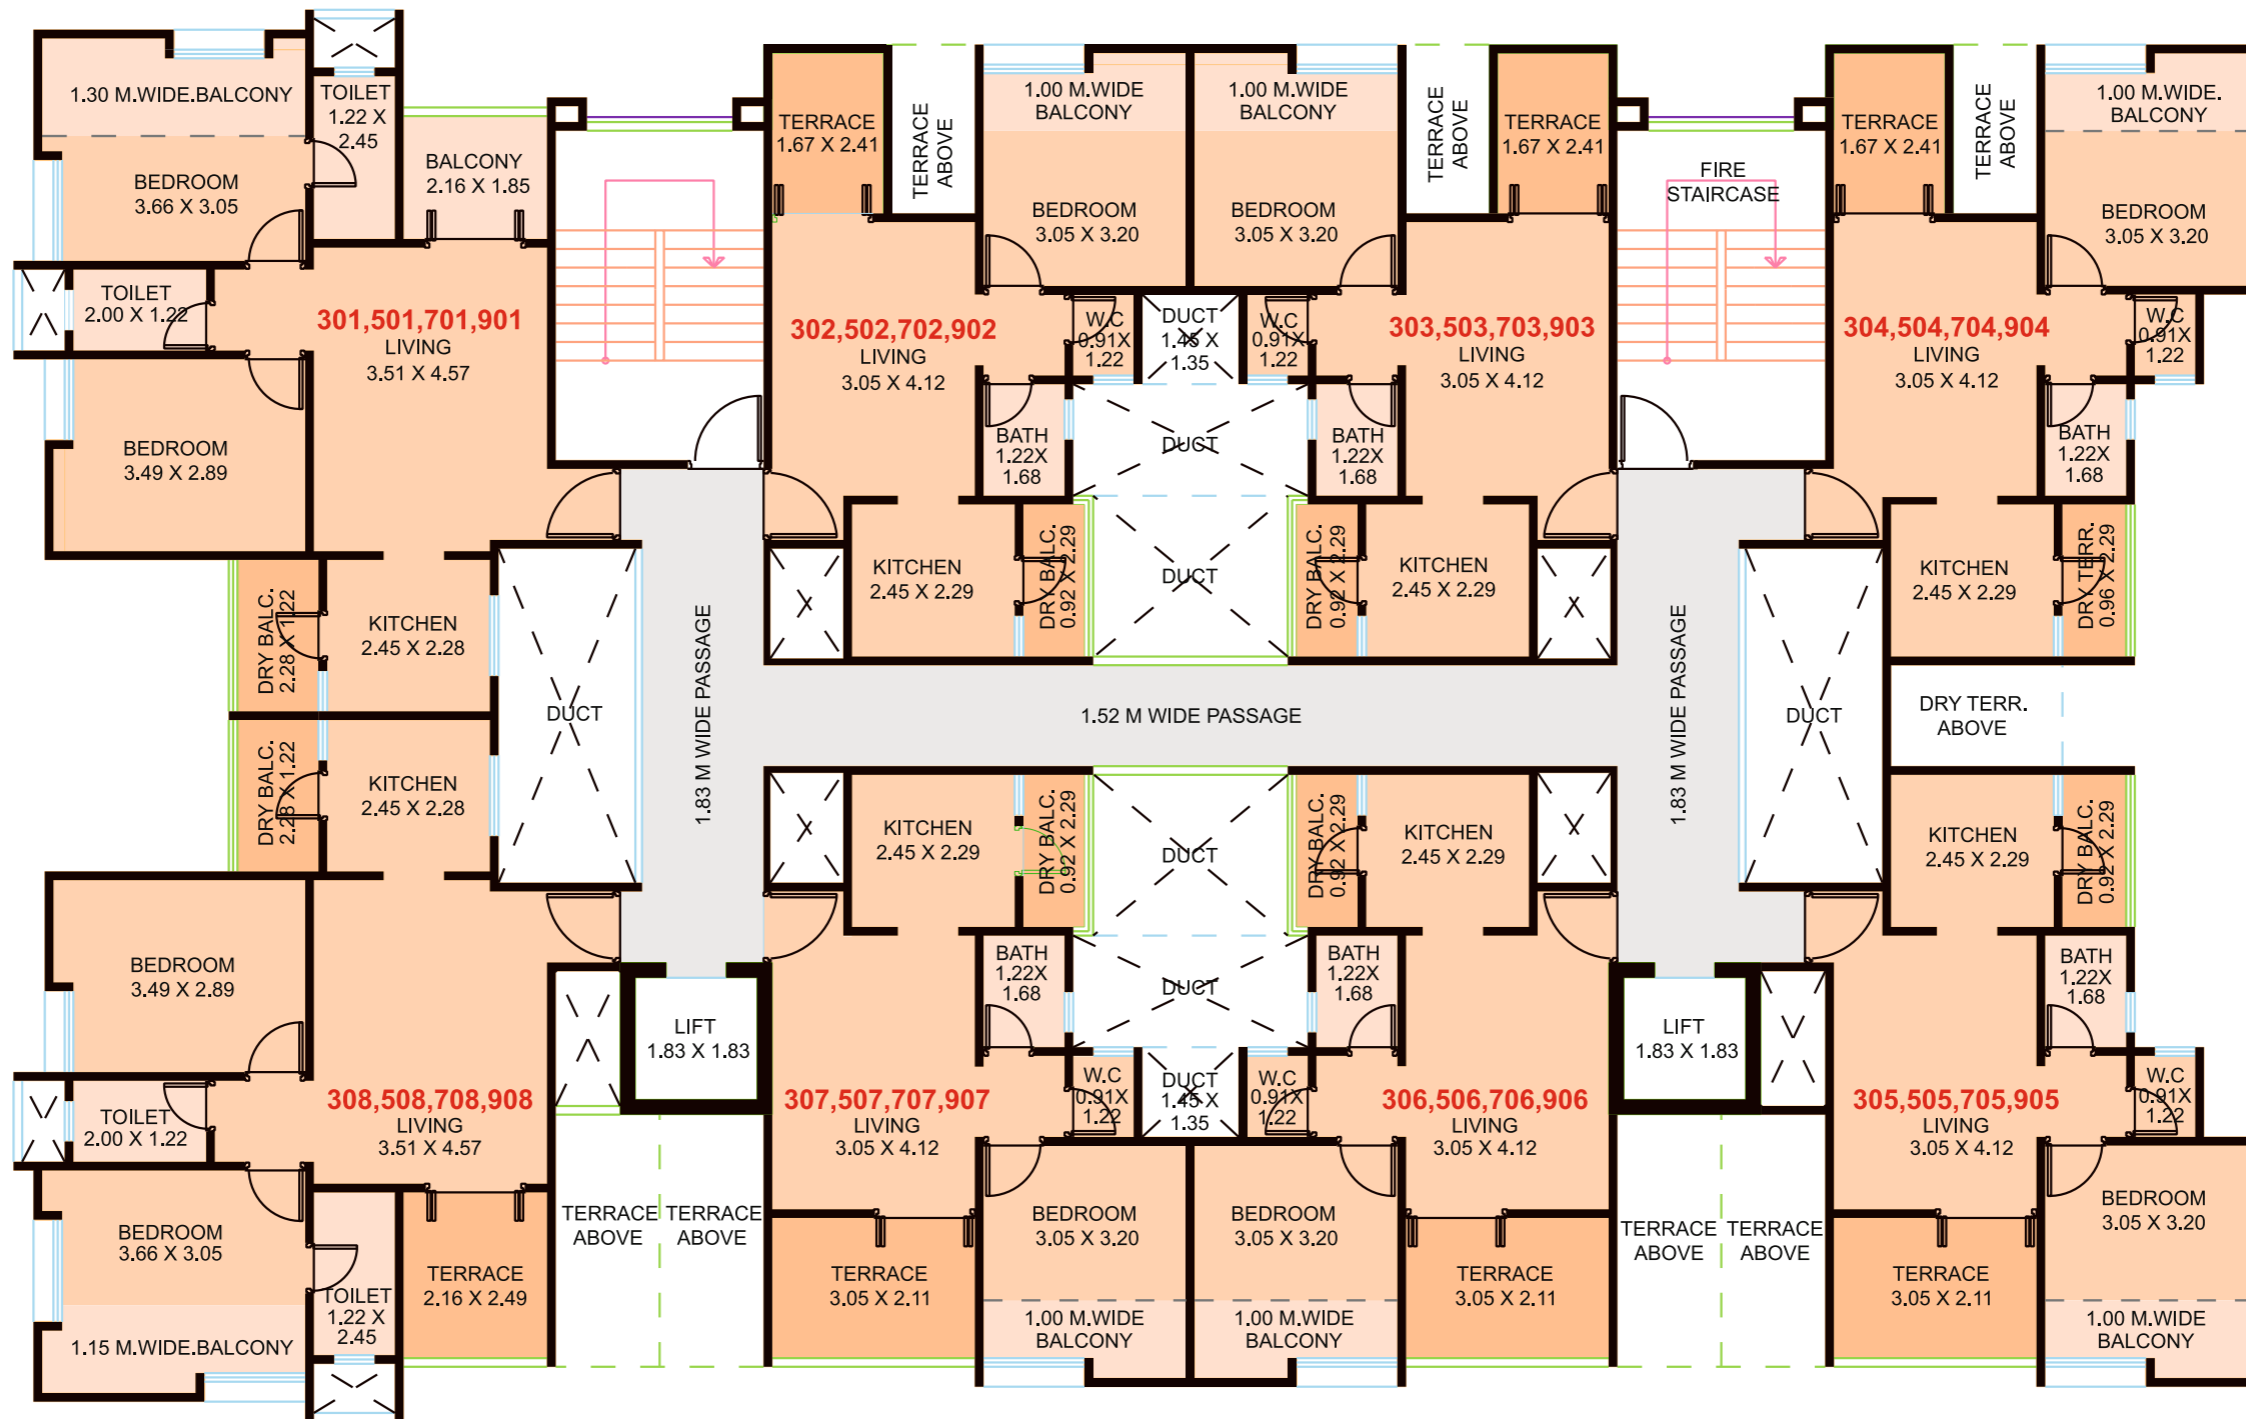 1.30 M.WIDE.BALCONY
TOILET
1.22 X
2.45
BALCONY
2.16 X 1.85
BEDROOM
3.66 X 3.05
TOILET
2.00 X 1.22
301,501,701,901
LIVING
3.51 X 4.57
BEDROOM
3.49 X 2.89
DRY BALC.
2.28 X 1.22
KITCHEN
2.45 X 2.28
DUCT
1.83 M WIDE PASSAGE
TERRACE
1.67 X 2.41
TERRACE
ABOVE
1.00 M.WIDE
BALCONY
BEDROOM
3.05 X 3.20
302,502,702,902
LIVING
3.05 X 4.12
W.C
0.91X
1.22
BATH
1.22X
1.68
KITCHEN
2.45 X 2.29
DRY BALC.
0.92 X 2.29
DUCT
1.45 X
1.35
DUCT
DUCT
1.00 M.WIDE
BALCONY
BEDROOM
3.05 X 3.20
TERRACE
ABOVE
TERRACE
1.67 X 2.41
W.C
0.91X
1.22
303,503,703,903
LIVING
3.05 X 4.12
BATH
1.22X
1.68
DRY BALC.
0.92 X 2.29
KITCHEN
2.45 X 2.29
FIRE
STAIRCASE
TERRACE
1.67 X 2.41
TERRACE
ABOVE
1.00 M.WIDE.
BALCONY
BEDROOM
3.05 X 3.20
304,504,704,904
LIVING
3.05 X 4.12
W.C
0.91X
1.22
BATH
1.22X
1.68
KITCHEN
2.45 X 2.29
DRY TERR.
0.96 X 2.29
1.52 M WIDE PASSAGE
1.83 M WIDE PASSAGE
DUCT
DRY TERR.
ABOVE
DRY BALC.
2.28 X 1.22
KITCHEN
2.45 X 2.28
BEDROOM
3.49 X 2.89
TOILET
2.00 X 1.22
308,508,708,908
LIVING
3.51 X 4.57
BEDROOM
3.66 X 3.05
TOILET
1.22 X
2.45
1.15 M.WIDE.BALCONY
TERRACE
2.16 X 2.49
LIFT
1.83 X 1.83
TERRACE
ABOVE
TERRACE
ABOVE
KITCHEN
2.45 X 2.29
DRY BALC.
0.92 X 2.29
BATH
1.22X
1.68
307,507,707,907
LIVING
3.05 X 4.12
W.C
0.91X
1.22
BEDROOM
3.05 X 3.20
TERRACE
3.05 X 2.11
1.00 M.WIDE
BALCONY
DUCT
DUCT
DUCT
1.45 X
1.35
DRY BALC.
0.92 X 2.29
KITCHEN
2.45 X 2.29
BATH
1.22X
1.68
W.C
0.91X
1.22
306,506,706,906
LIVING
3.05 X 4.12
BEDROOM
3.05 X 3.20
1.00 M.WIDE
BALCONY
TERRACE
3.05 X 2.11
LIFT
1.83 X 1.83
TERRACE
ABOVE
TERRACE
ABOVE
KITCHEN
2.45 X 2.29
DRY BALC.
0.92 X 2.29
BATH
1.22X
1.68
305,505,705,905
LIVING
3.05 X 4.12
W.C
0.91X
1.22
BEDROOM
3.05 X 3.20
TERRACE
3.05 X 2.11
1.00 M.WIDE
BALCONY